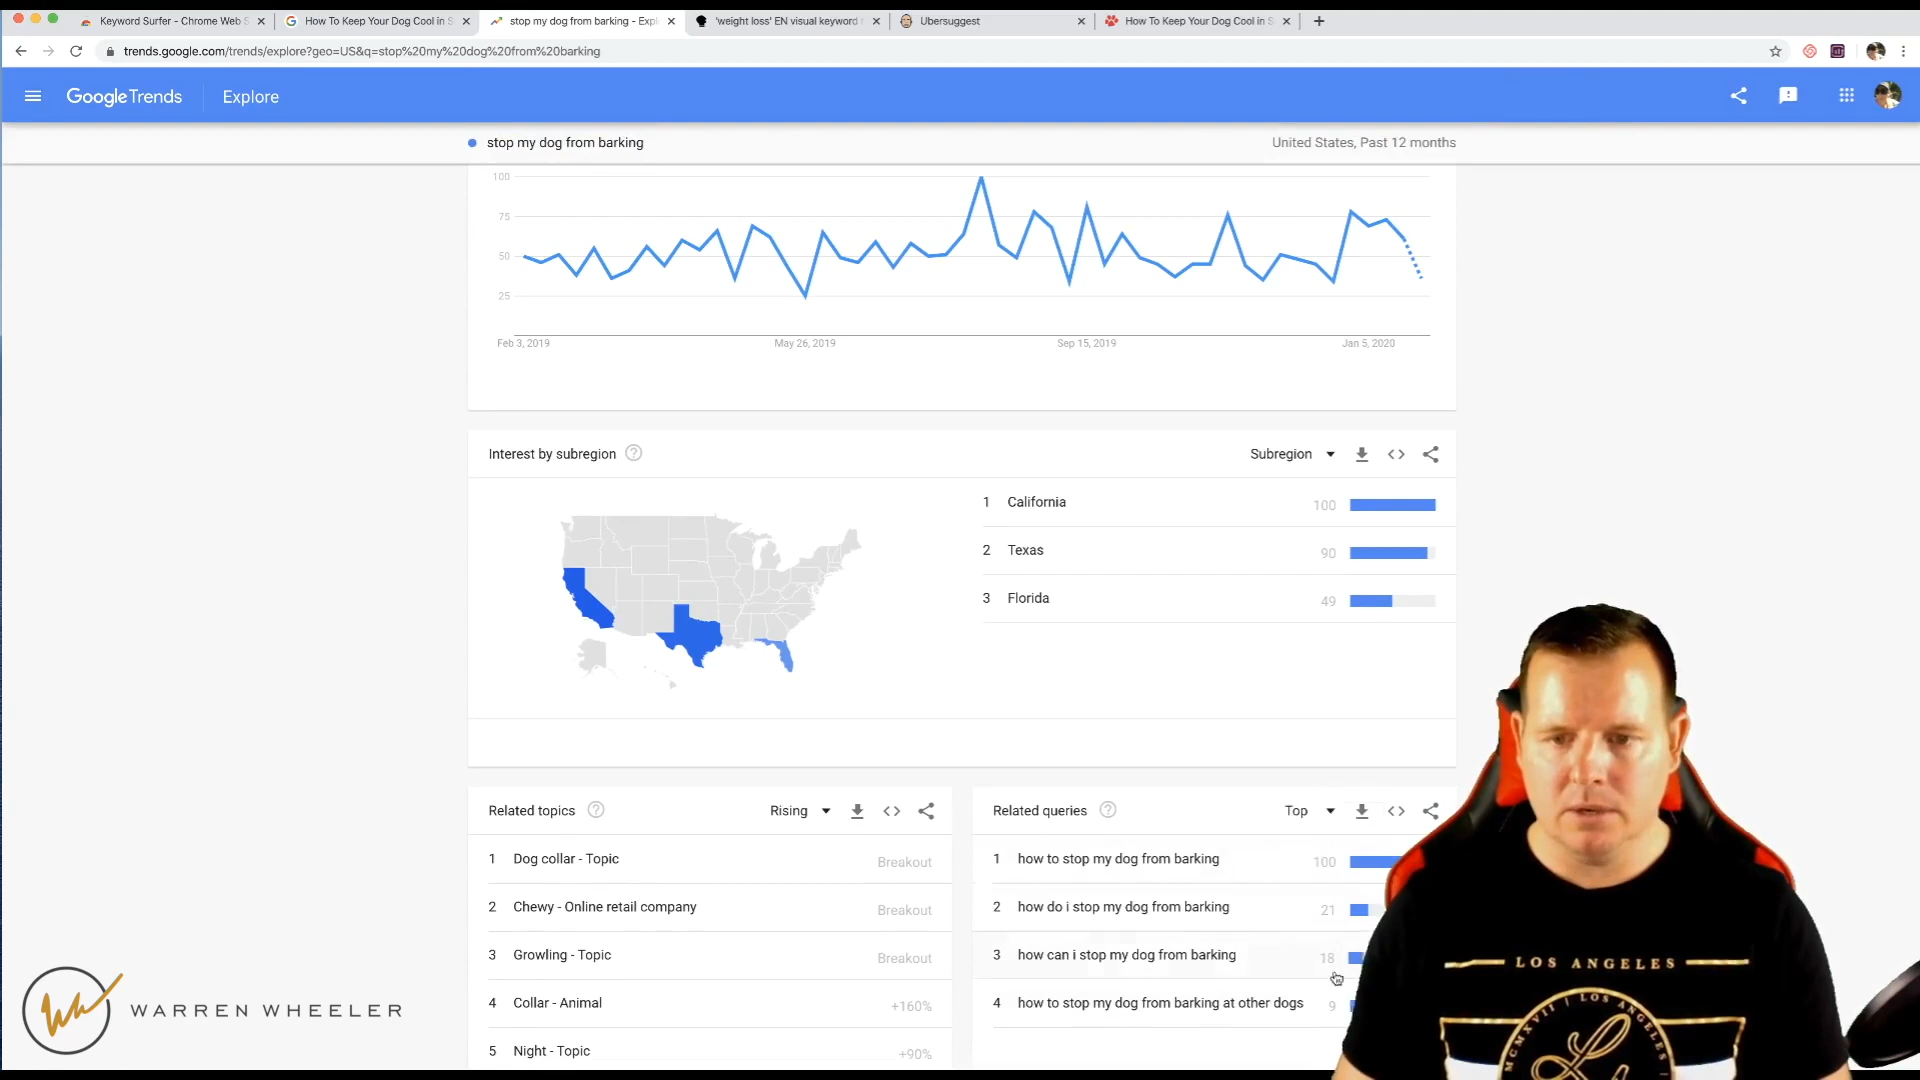 Keyword Surfer - Chrome Web S
How To Keep Your Dog Cool in S
stop my dog from barking - Expl
'weight loss' EN visual keyword
Ubersuggest
How To Keep Your Dog Cool in S
trends.google.com/trends/explore?geo=US&q=stop%20my%20dog%20from%20barking
Google Trends
Explore
stop my dog from barking
United States, Past 12 months
100
75
50
25
Feb 3, 2019
May 26, 2019
Sep 15, 2019
Jan 5, 2020
Interest by subregion
Subregion
1 California 100
2 Texas 90
3 Florida 49
Related topics
Rising
1 Dog collar - Topic Breakout
2 Chewy - Online retail company Breakout
3 Growling - Topic Breakout
4 Collar - Animal +160%
5 Night - Topic +90%
Related queries
Top
1 how to stop my dog from barking 100
2 how do i stop my dog from barking 21
3 how can i stop my dog from barking 18
4 how to stop my dog from barking at other dogs 9
WARREN WHEELER
LOS ANGELES
LOS ANGELES
MCMXVII